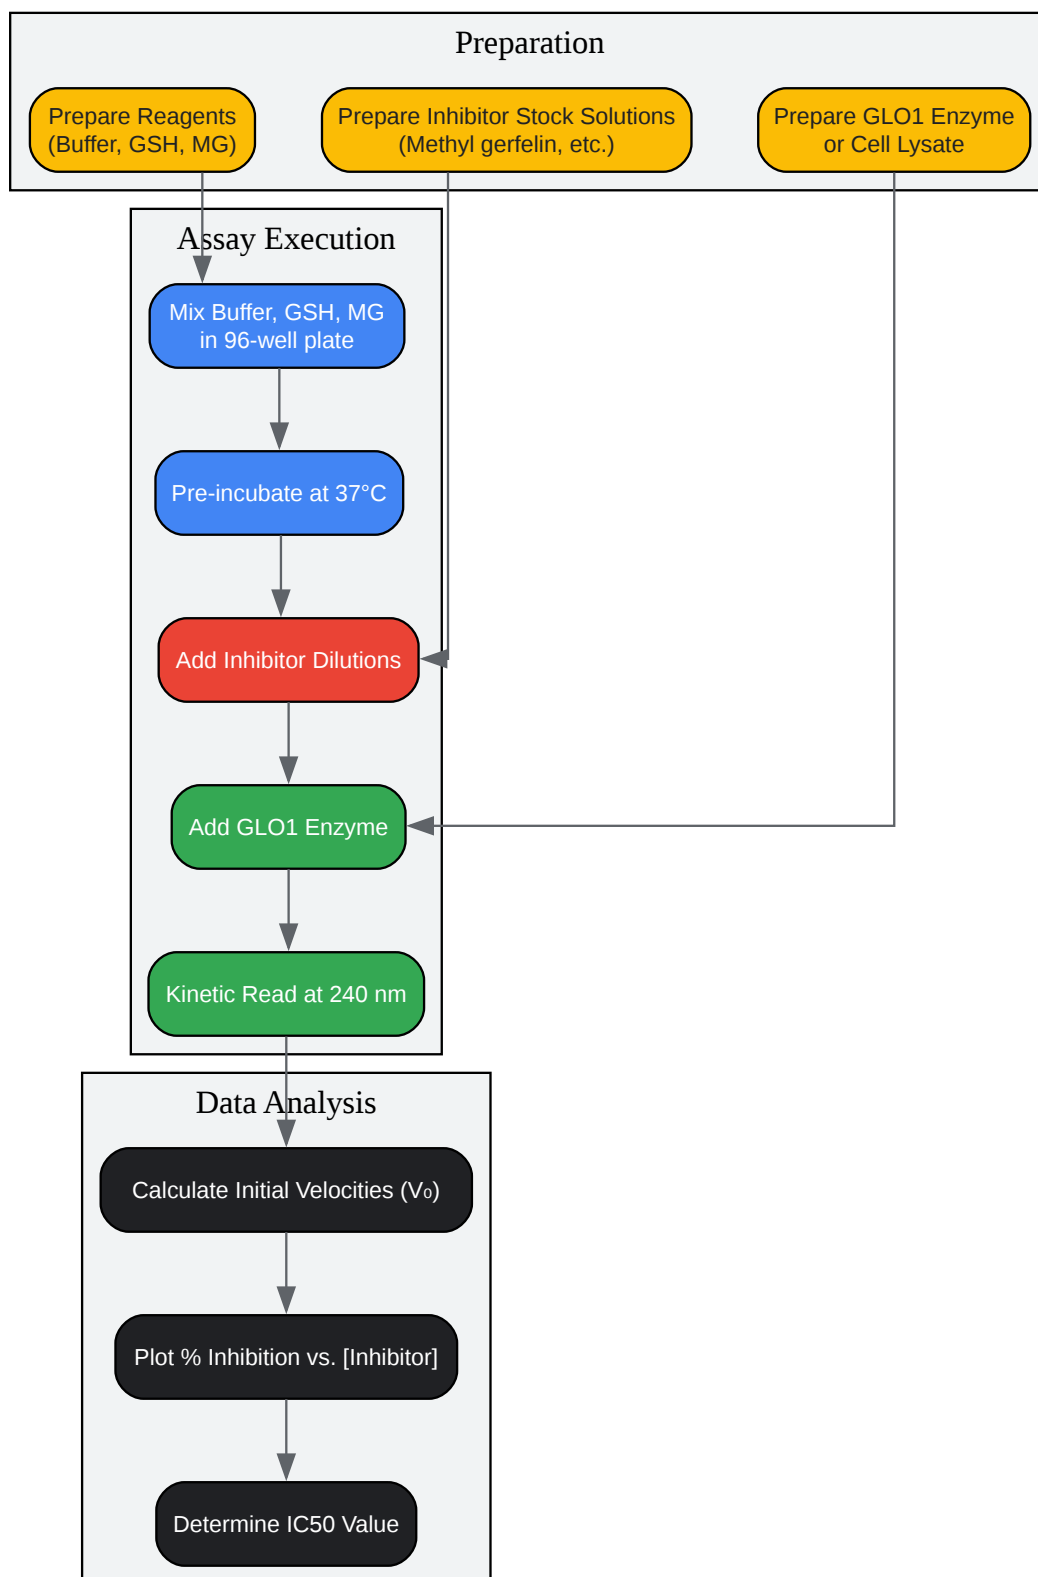 Preparation
Prepare Reagents
(Buffer, GSH, MG)
Prepare Inhibitor Stock Solutions
(Methyl gerfelin, etc.)
Prepare GLO1 Enzyme
or Cell Lysate
Assay Execution
Mix Buffer, GSH, MG
in 96-well plate
Pre-incubate at 37°C
Add Inhibitor Dilutions
Add GLO1 Enzyme
Kinetic Read at 240 nm
Data Analysis
Calculate Initial Velocities (V₀)
Plot % Inhibition vs. [Inhibitor]
Determine IC50 Value